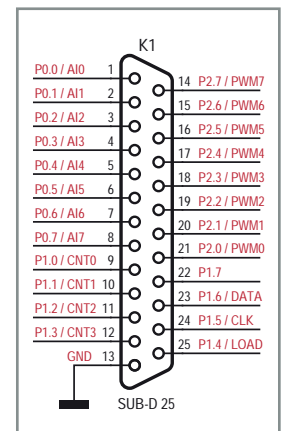 K1
P0.0 / AI0 1
P0.1 / AI1 2
P0.2 / AI2 3
P0.3 / AI3 4
P0.4 / AI4 5
P0.5 / AI5 6
P0.6 / AI6 7
P0.7 / AI7 8
P1.0 / CNT0 9
P1.1 / CNT1 10
P1.2 / CNT2 11
P1.3 / CNT3 12
GND 13
14 P2.7 / PWM7
15 P2.6 / PWM6
16 P2.5 / PWM5
17 P2.4 / PWM4
18 P2.3 / PWM3
19 P2.2 / PWM2
20 P2.1 / PWM1
21 P2.0 / PWM0
22 P1.7
23 P1.6 / DATA
24 P1.5 / CLK
25 P1.4 / LOAD
SUB-D 25